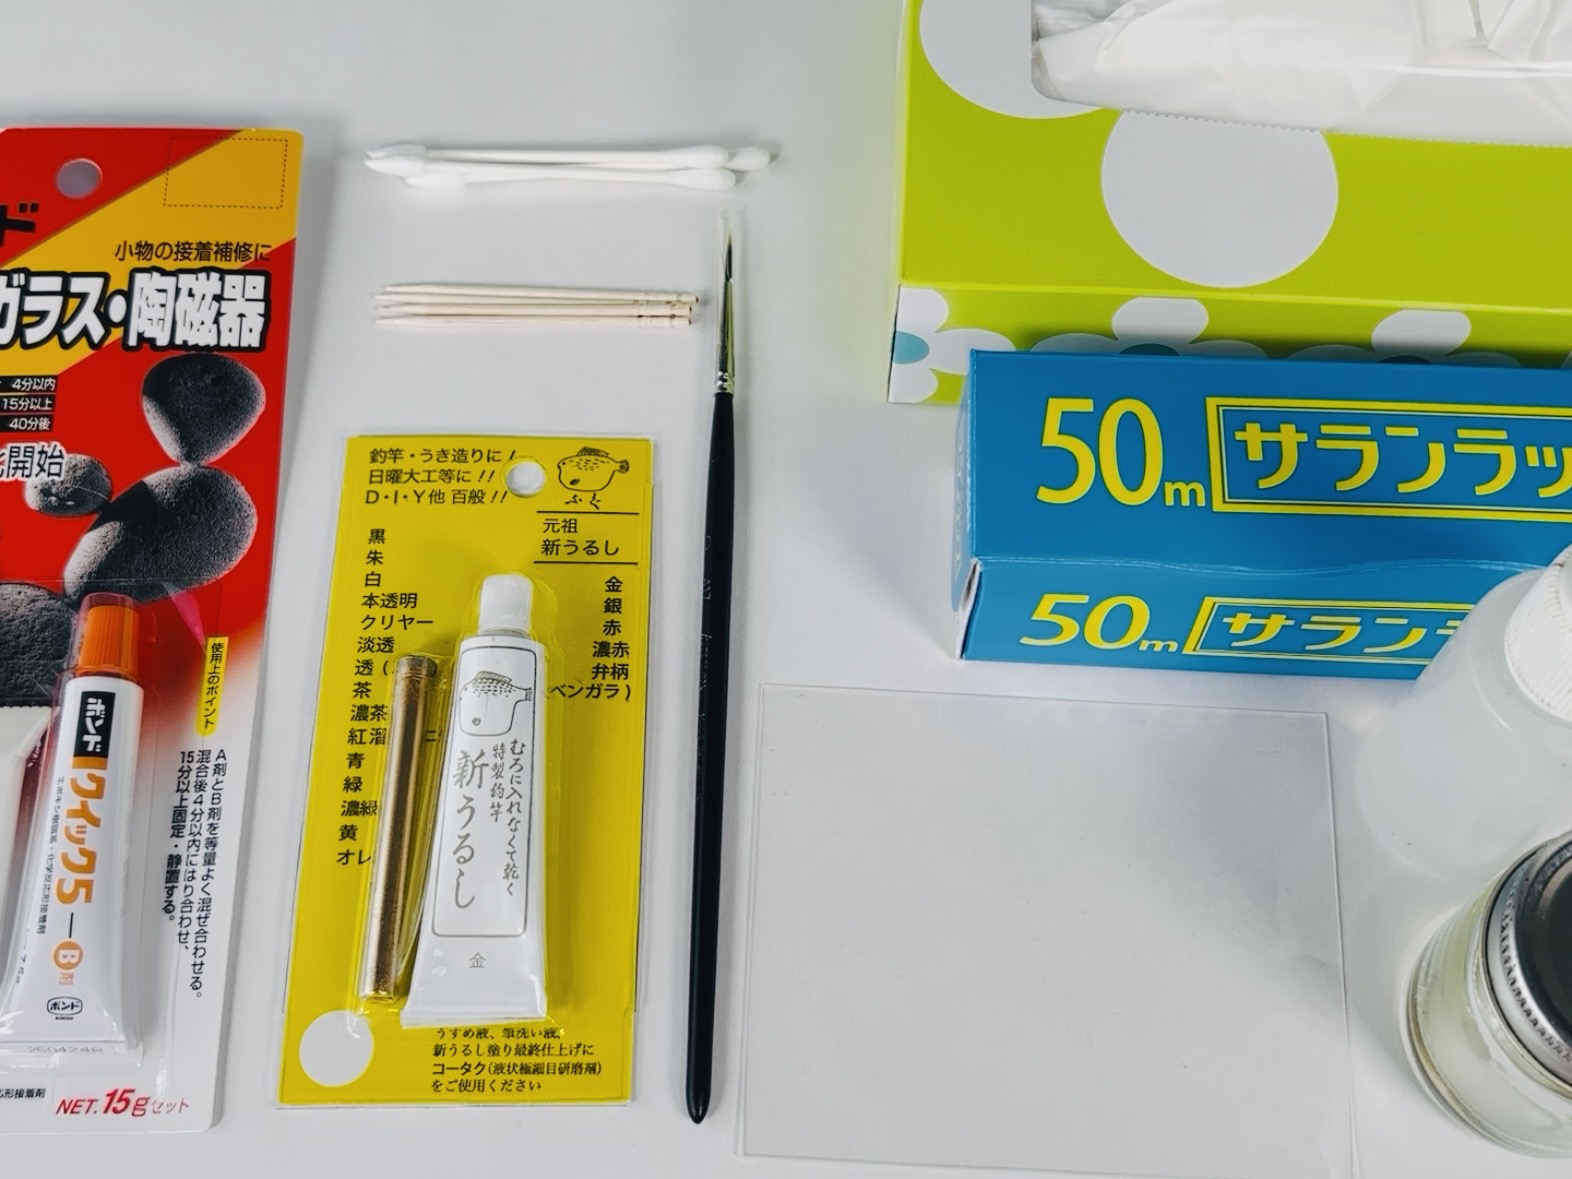 ド
小物の接着補修に
ガラス・陶磁器
4分以内
15分以上
40分後
開始
使用上のポイント
A剤とB剤を等量よく混ぜ合わせる。
混合後4分以内にはり合わせ、
15分以上固定・静置する。
ボンド
クイック5
B剤
ボンド
形接着剤
NET.15gセット
釣竿・うき造りに!
日曜大工等に!!
D・I・Y他 百般!!
ふぐ
元祖
新うるし
黒
朱
白
本透明
クリヤー
淡透
透(
茶
濃茶
紅溜
青
緑
濃緑
黄
オレ
金
銀
赤
濃赤
弁柄
ベンガラ)
むろに入れなくて乾く
特製釣竿
新うるし
金
うすめ液、筆洗い液、
新うるし塗り最終仕上げに
コータク(液状極細目研磨剤)
をご使用ください
50m サランラッ
50m サラン